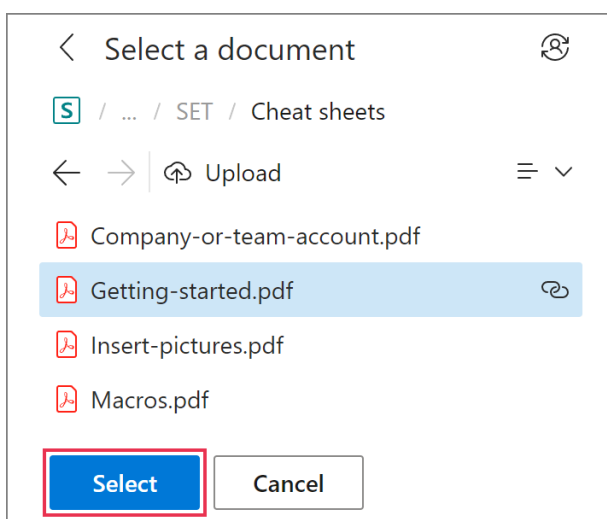 Select a document
S / ... / SET / Cheat sheets
Upload
Company-or-team-account.pdf
Getting-started.pdf
Insert-pictures.pdf
Macros.pdf
Select Cancel